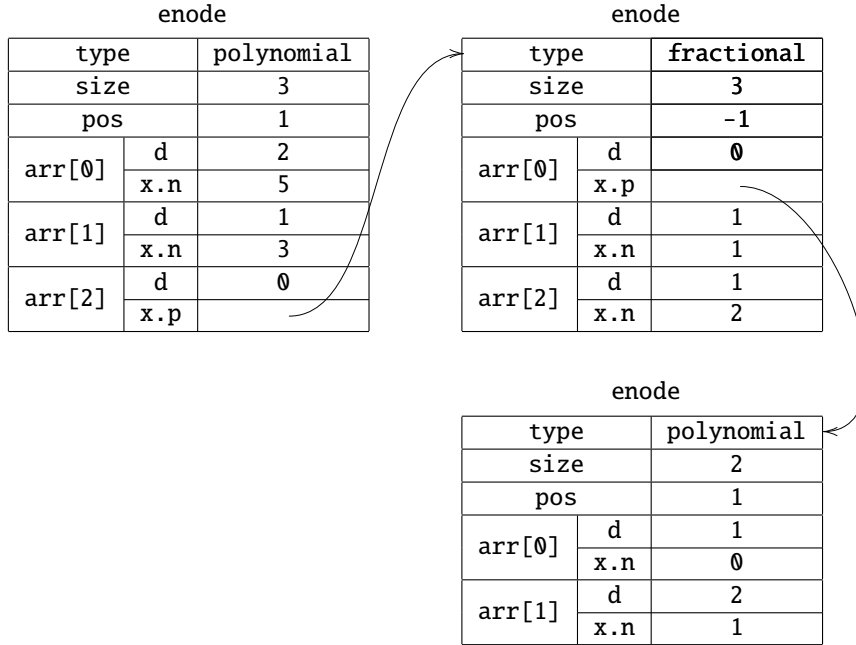 enode
type polynomial
size 3
pos 1
arr[0] d 2
x.n 5
arr[1] d 1
x.n 3
arr[2] d 0
x.p
enode
type fractional
size 3
pos -1
arr[0] d 0
x.p
arr[1] d 1
x.n 1
arr[2] d 1
x.n 2
enode
type polynomial
size 2
pos 1
arr[0] d 1
x.n 0
arr[1] d 2
x.n 1